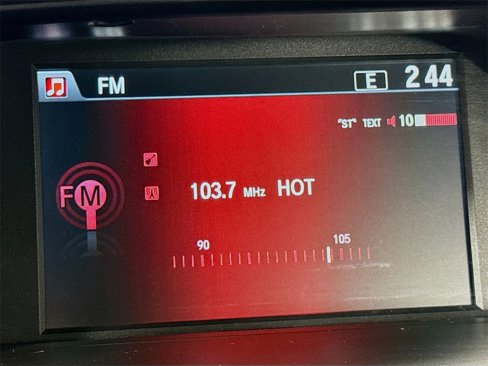 FM E 2 44
"ST" TEXT 10
FM 103.7 MHz HOT
90 105